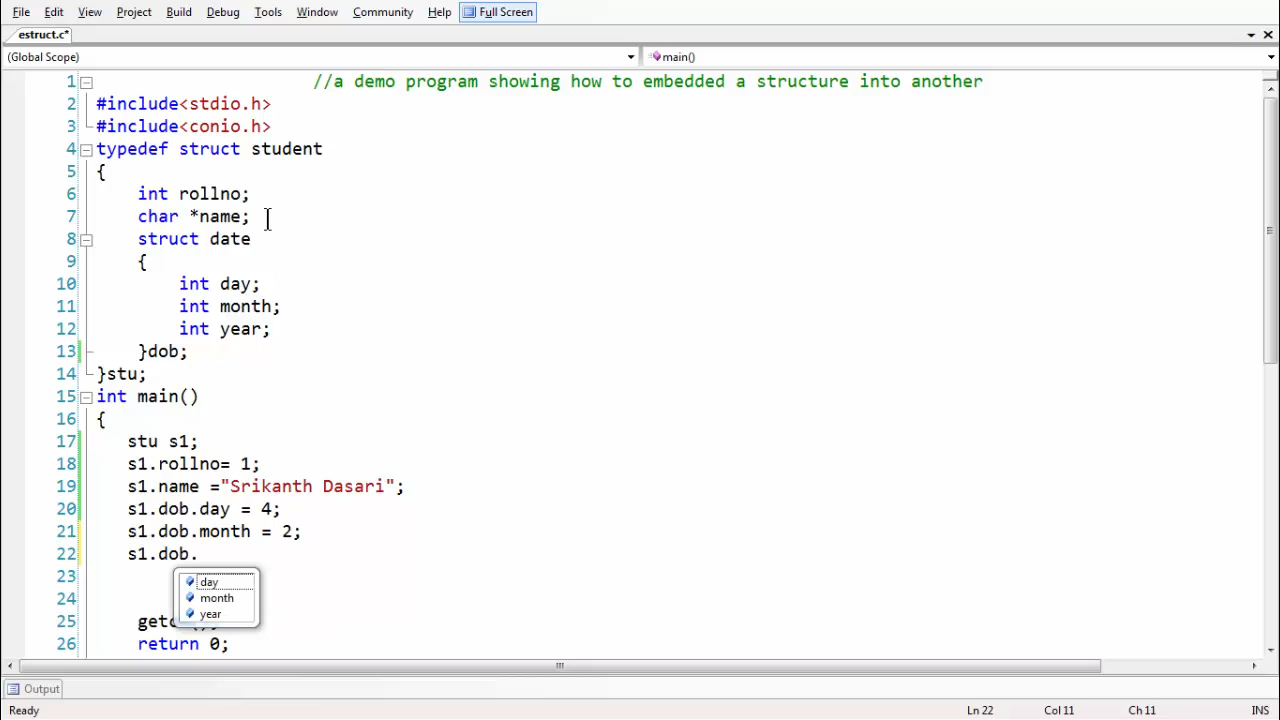 File Edit View Project Build Debug Tools Window Community Help Full Screen
estruct.c*
(Global Scope) main()
1 //a demo program showing how to embedded a structure into another
2 #include<stdio.h>
3 #include<conio.h>
4 typedef struct student
5 {
6 int rollno;
7 char *name;
8 struct date
9 {
10 int day;
11 int month;
12 int year;
13 }dob;
14 }stu;
15 int main()
16 {
17 stu s1;
18 s1.rollno= 1;
19 s1.name ="Srikanth Dasari";
20 s1.dob.day = 4;
21 s1.dob.month = 2;
22 s1.dob.
day
month
year
23
24
25
26 return 0;
Output
Ready Ln 22 Col 11 Ch 11 INS